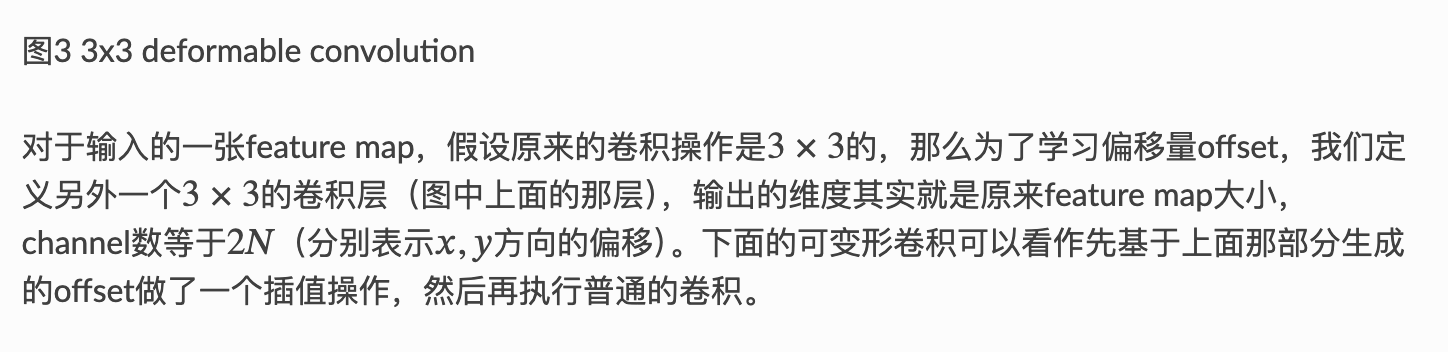 图3 3x3 deformable convolution
对于输入的一张feature map，假设原来的卷积操作是3 × 3的，那么为了学习偏移量offset，我们定
义另外一个3 × 3的卷积层（图中上面的那层），输出的维度其实就是原来feature map大小，
channel数等于2N（分别表示x, y方向的偏移）。下面的可变形卷积可以看作先基于上面那部分生成
的offset做了一个插值操作，然后再执行普通的卷积。